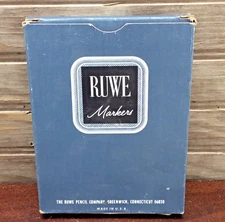 RUWE
Markers
THE RUWE PENCIL COMPANY, GREENWICH, CONNECTICUT 06830
MADE IN U.S.A.